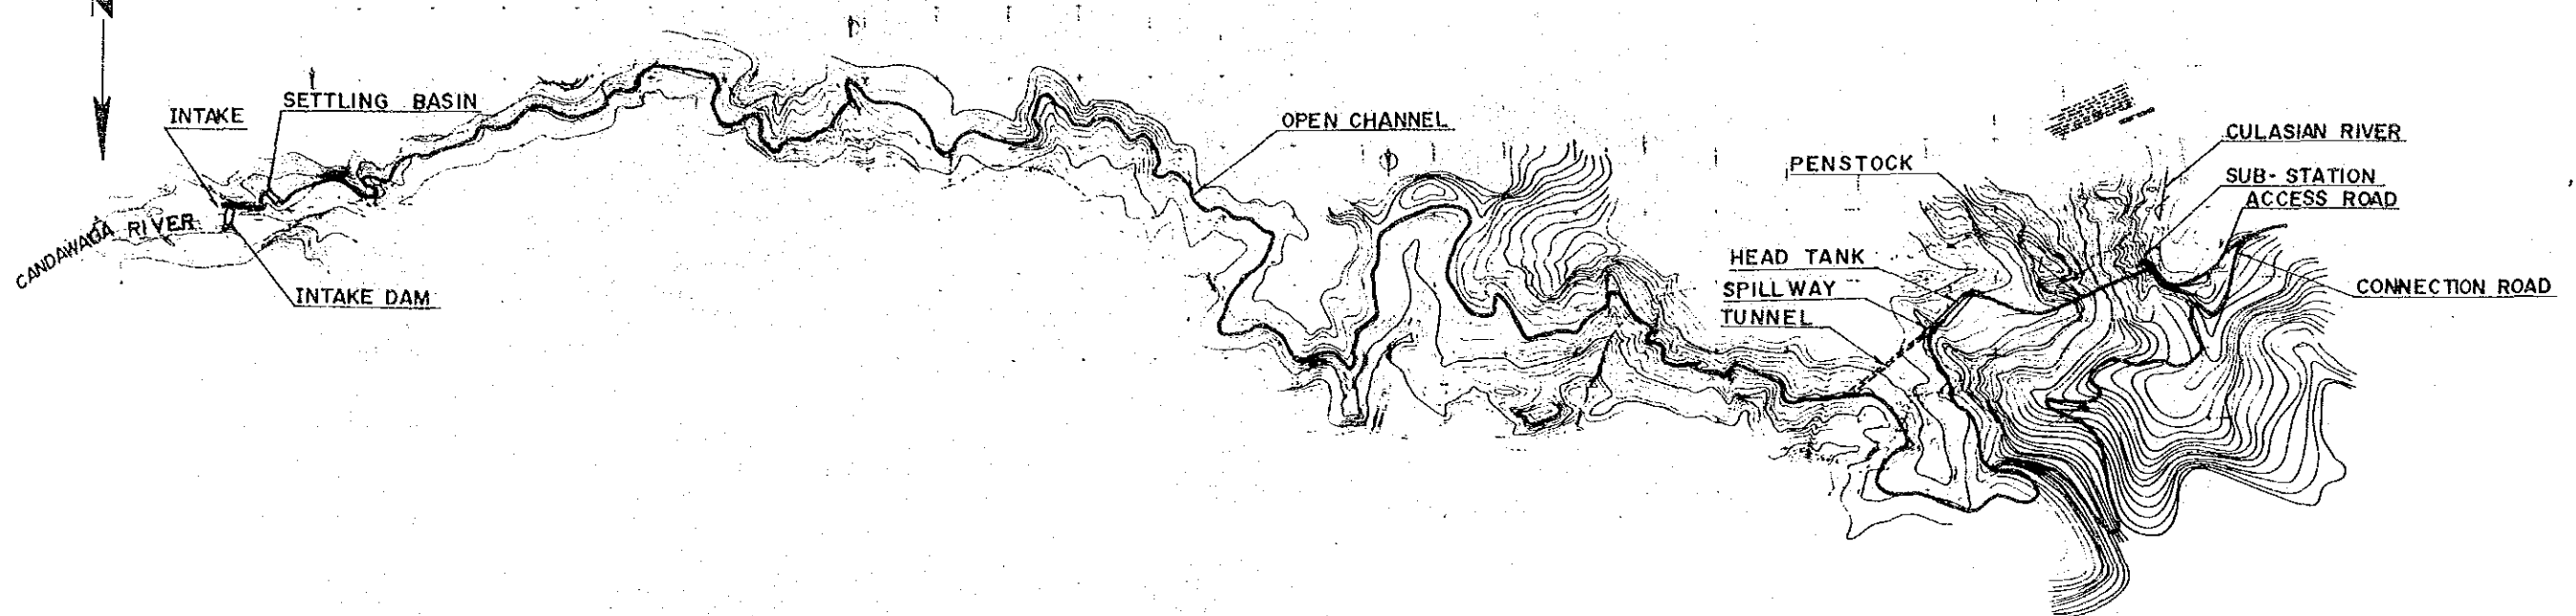 N
INTAKE
SETTLING BASIN
CANDAWAGA RIVER
INTAKE DAM
OPEN CHANNEL
PENSTOCK
HEAD TANK
SPILLWAY
TUNNEL
CULASIAN RIVER
SUB-STATION
ACCESS ROAD
CONNECTION ROAD